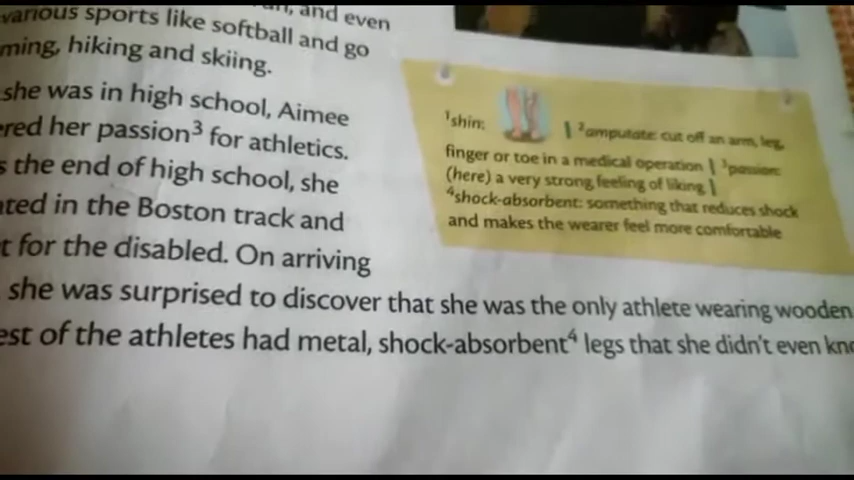 and even
various sports like softball and go
ming, hiking and skiing.
she was in high school, Aimee
red her passion³ for athletics.
s the end of high school, she
ated in the Boston track and
t for the disabled. On arriving
she was surprised to discover that she was the only athlete wearing wooden
est of the athletes had metal, shock-absorbent⁴ legs that she didn't even kno
¹shin: | ²amputate: cut off an arm, leg,
finger or toe in a medical operation | ³passion:
(here) a very strong feeling of liking |
⁴shock-absorbent: something that reduces shock
and makes the wearer feel more comfortable